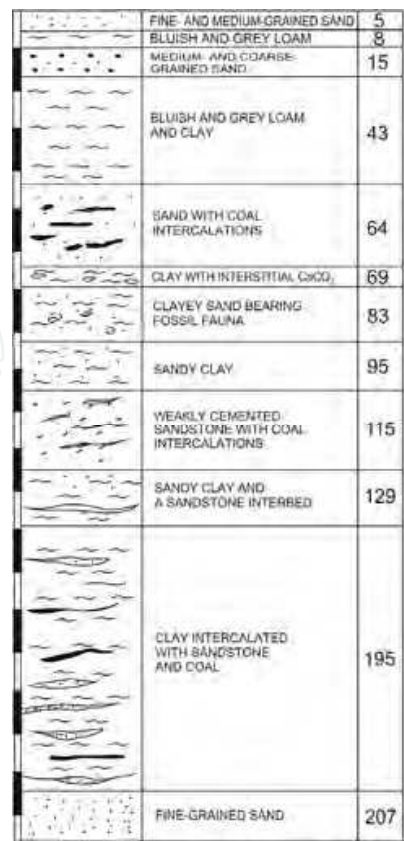 FINE- AND MEDIUM-GRAINED SAND 5
BLUISH AND GREY LOAM 8
MEDIUM- AND COARSE-
GRAINED SAND 15
BLUISH AND GREY LOAM
AND CLAY 43
SAND WITH COAL
INTERCALATIONS 64
CLAY WITH INTERSTITIAL CaCO₃ 69
CLAYEY SAND BEARING
FOSSIL FAUNA 83
SANDY CLAY 95
WEAKLY CEMENTED
SANDSTONE WITH COAL
INTERCALATIONS 115
SANDY CLAY AND
A SANDSTONE INTERBED 129
CLAY INTERCALATED
WITH SANDSTONE
AND COAL 195
FINE-GRAINED SAND 207